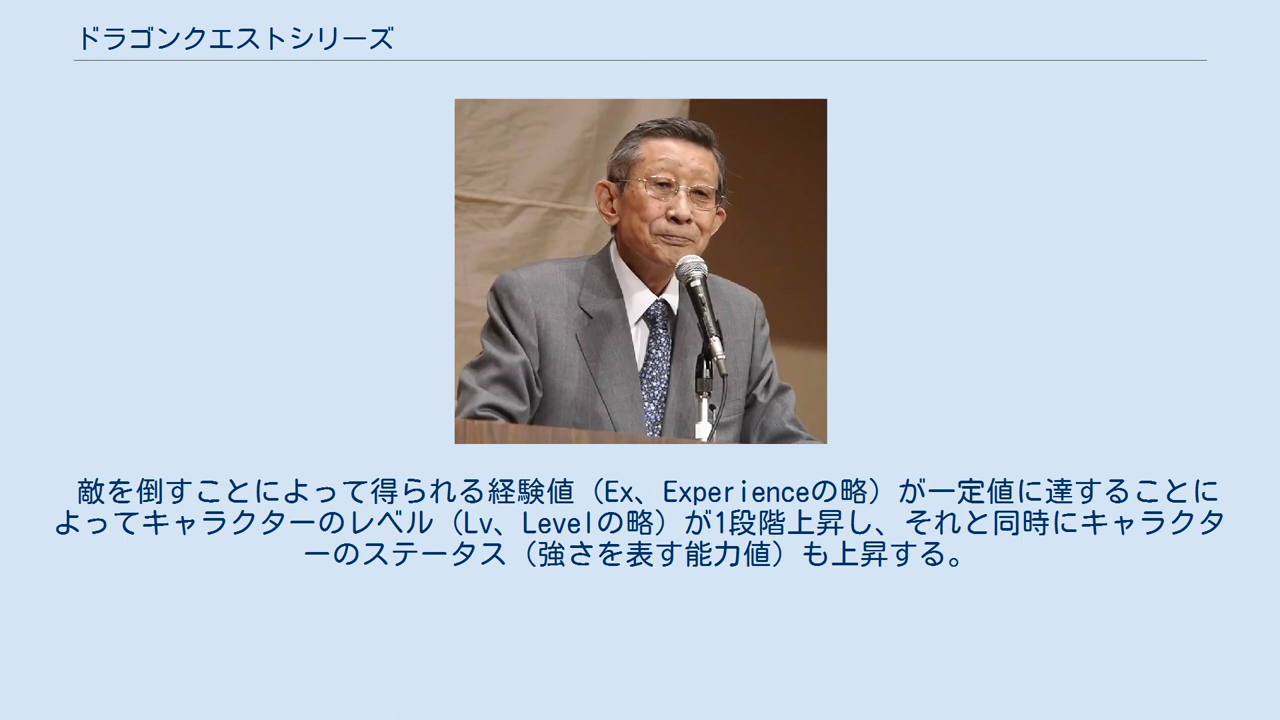 ドラゴンクエストシリーズ
敵を倒すことによって得られる経験値（Ex、Experienceの略）が一定値に達することに
よってキャラクターのレベル（Lv、Levelの略）が1段階上昇し、それと同時にキャラクタ
ーのステータス（強さを表す能力値）も上昇する。